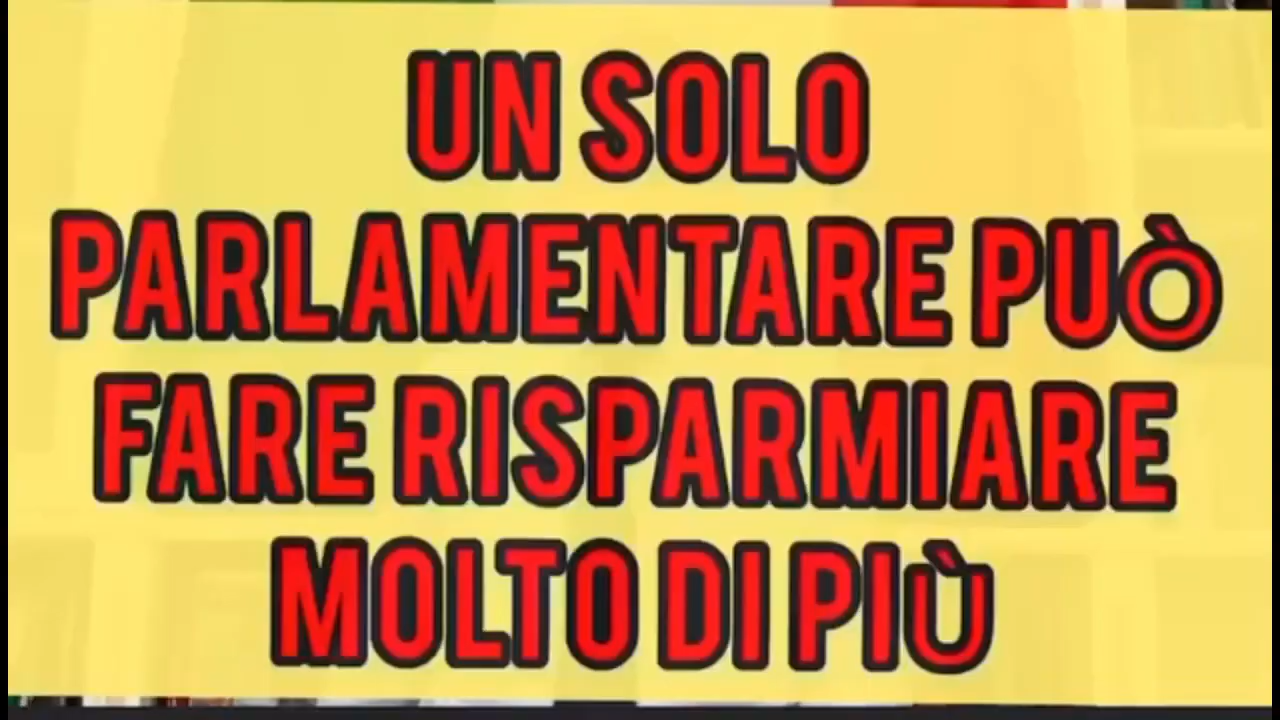 UN SOLO
PARLAMENTARE PUÒ
FARE RISPARMIARE
MOLTO DI PIÙ